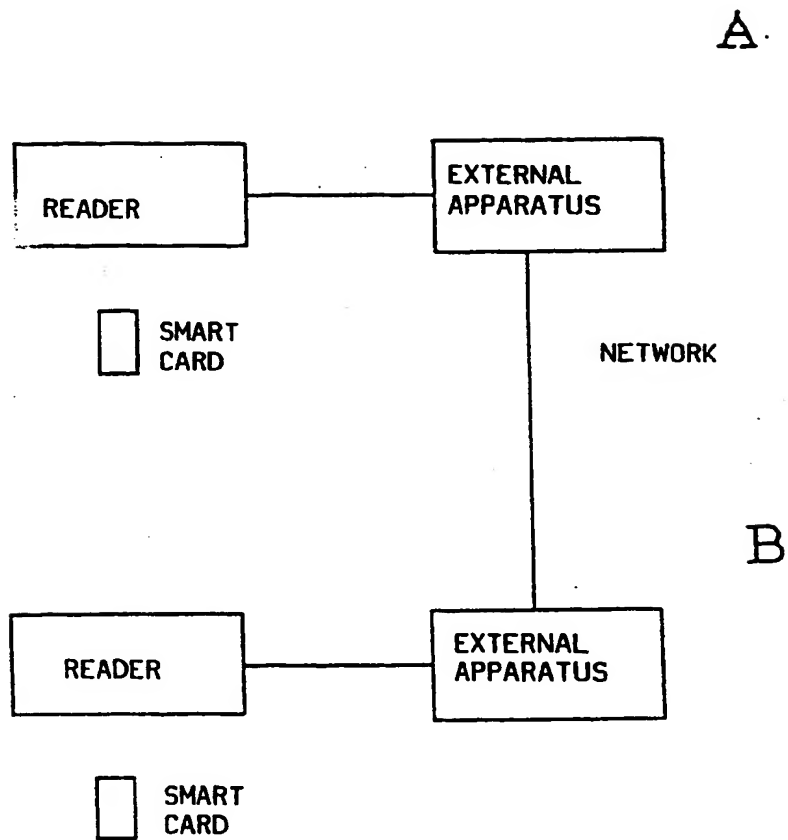 A
READER
EXTERNAL
APPARATUS
SMART
CARD
NETWORK
B
READER
EXTERNAL
APPARATUS
SMART
CARD